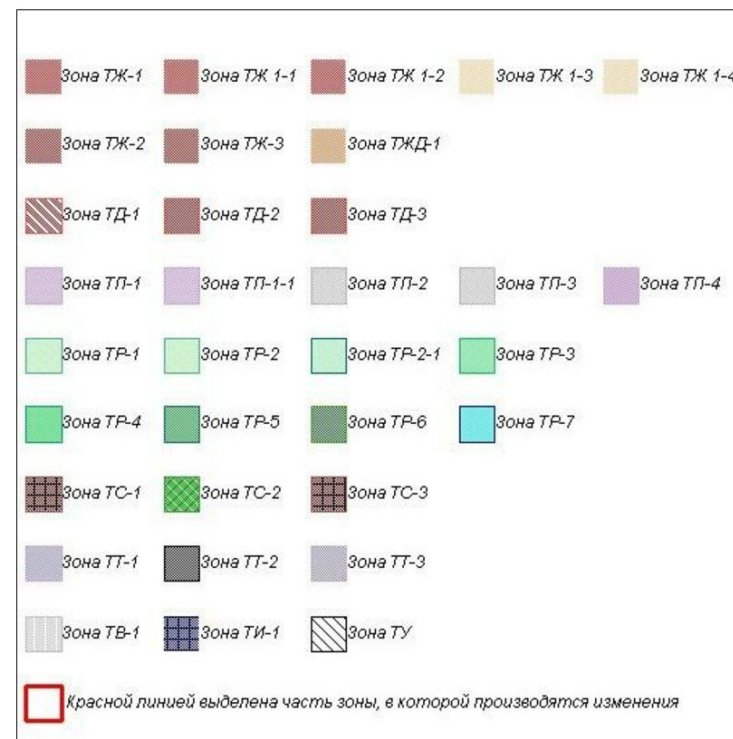 Зона ТЖ-1 Зона ТЖ 1-1 Зона ТЖ 1-2 Зона ТЖ 1-3 Зона ТЖ 1-4
Зона ТЖ-2 Зона ТЖ-3 Зона ТЖД-1
Зона ТД-1 Зона ТД-2 Зона ТД-3
Зона ТП-1 Зона ТП-1-1 Зона ТП-2 Зона ТП-3 Зона ТП-4
Зона ТР-1 Зона ТР-2 Зона ТР-2-1 Зона ТР-3
Зона ТР-4 Зона ТР-5 Зона ТР-6 Зона ТР-7
Зона ТС-1 Зона ТС-2 Зона ТС-3
Зона ТТ-1 Зона ТТ-2 Зона ТТ-3
Зона ТВ-1 Зона ТИ-1 Зона ТУ
Красной линией выделена часть зоны, в которой производятся изменения